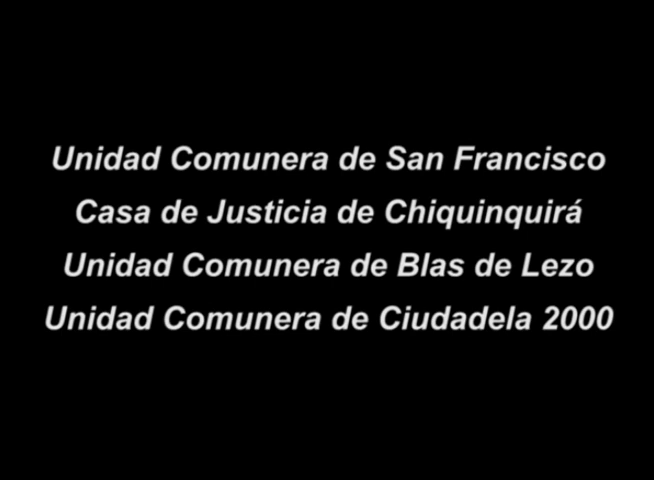 Unidad Comunera de San Francisco
Casa de Justicia de Chiquinquirá
Unidad Comunera de Blas de Lezo
Unidad Comunera de Ciudadela 2000